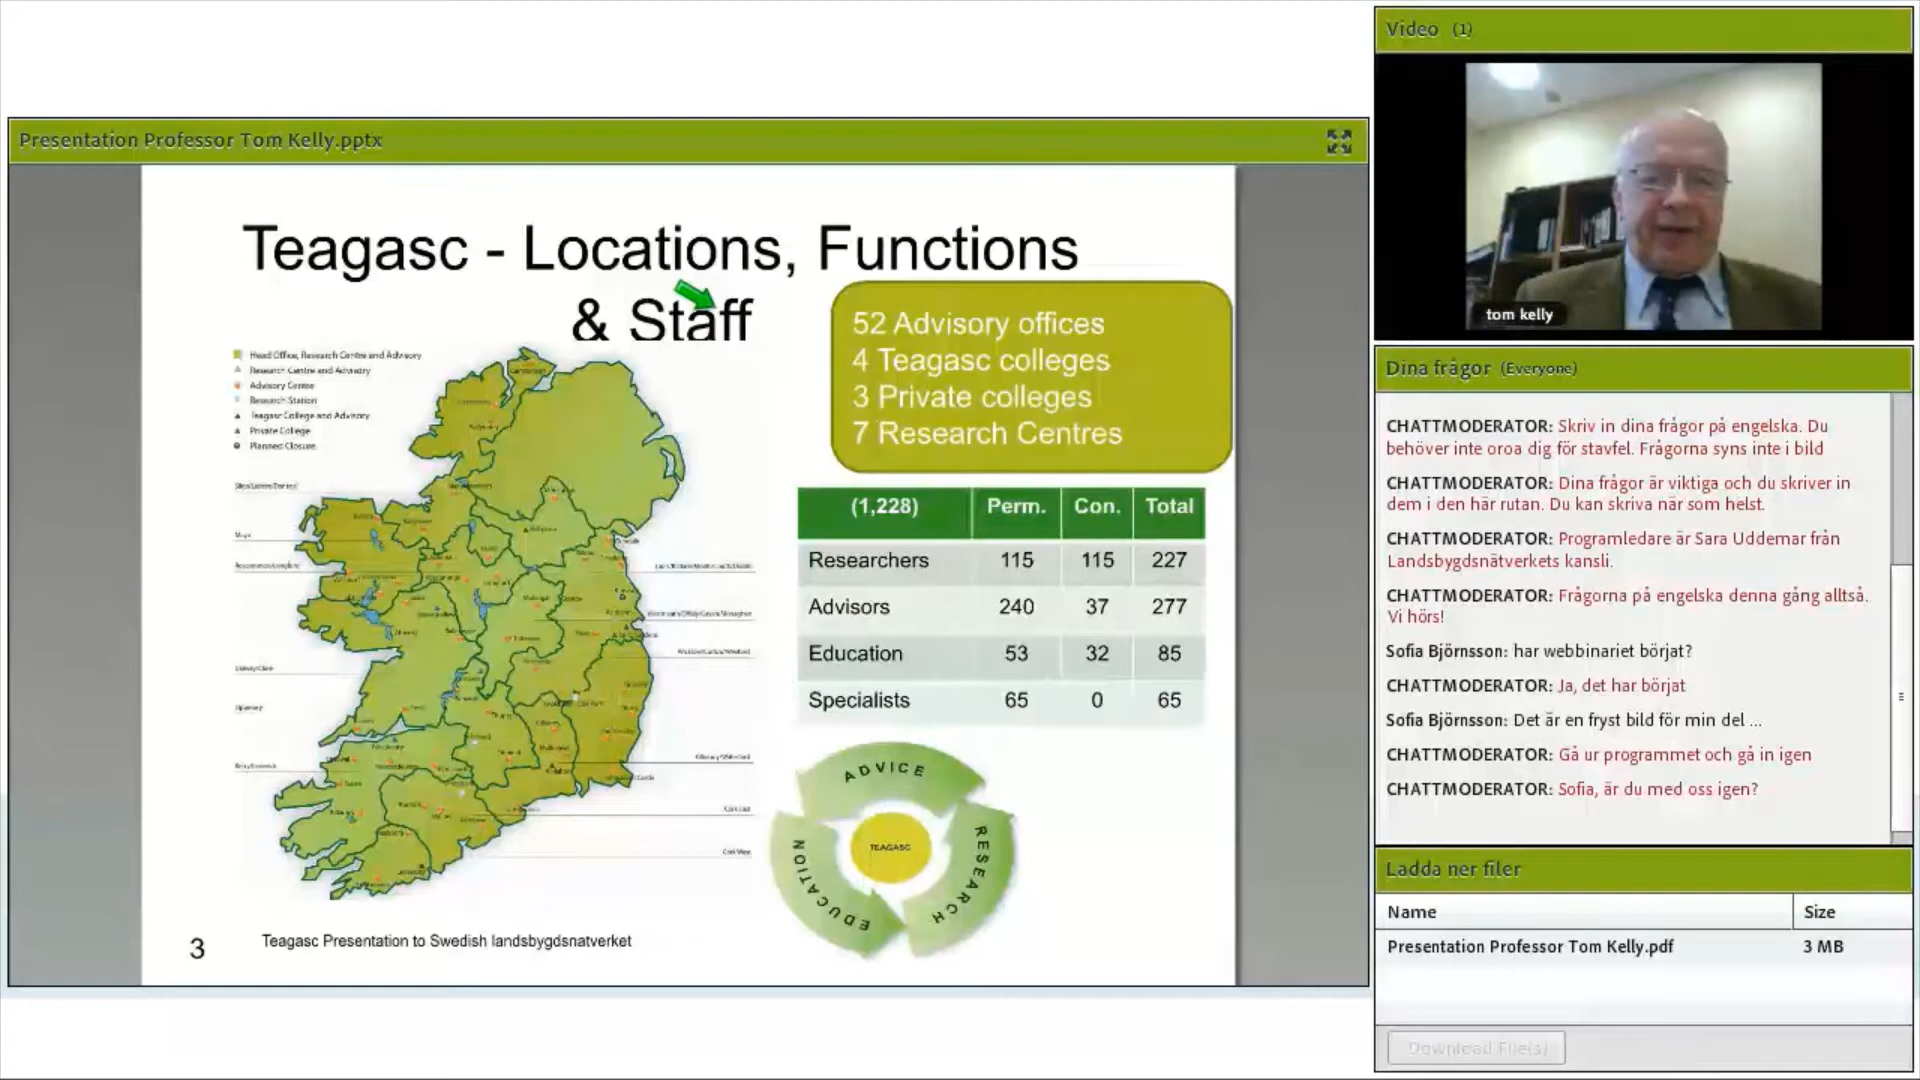 Presentation Professor Tom Kelly.pptx
Teagasc - Locations, Functions
& Staff
52 Advisory offices
4 Teagasc colleges
3 Private colleges
7 Research Centres
Head Office, Research Centre and Advisory
Research Centre and Advisory
Advisory Centre
Research Station
Teagasc College and Advisory
Private College
Planned Closure
Mayo
Galway/Clare
Kerry/Limerick
Cork East
Cork West
(1,228) Perm. Con. Total
Researchers 115 115 227
Advisors 240 37 277
Education 53 32 85
Specialists 65 0 65
ADVICE
RESEARCH
EDUCATION
TEAGASC
3
Teagasc Presentation to Swedish landsbygdsnatverket
Video (1)
tom kelly
Dina frågor (Everyone)
CHATTMODERATOR: Skriv in dina frågor på engelska. Du
behöver inte oroa dig för stavfel. Frågorna syns inte i bild
CHATTMODERATOR: Dina frågor är viktiga och du skriver in
dem i den här rutan. Du kan skriva när som helst.
CHATTMODERATOR: Programledare är Sara Uddemar från
Landsbygdsnätverkets kansli.
CHATTMODERATOR: Frågorna på engelska denna gång alltså.
Vi hörs!
Sofia Björnsson: har webbinariet börjat?
CHATTMODERATOR: Ja, det har börjat
Sofia Björnsson: Det är en fryst bild för min del ...
CHATTMODERATOR: Gå ur programmet och gå in igen
CHATTMODERATOR: Sofia, är du med oss igen?
Ladda ner filer
Name Size
Presentation Professor Tom Kelly.pdf 3 MB
Download File(s)